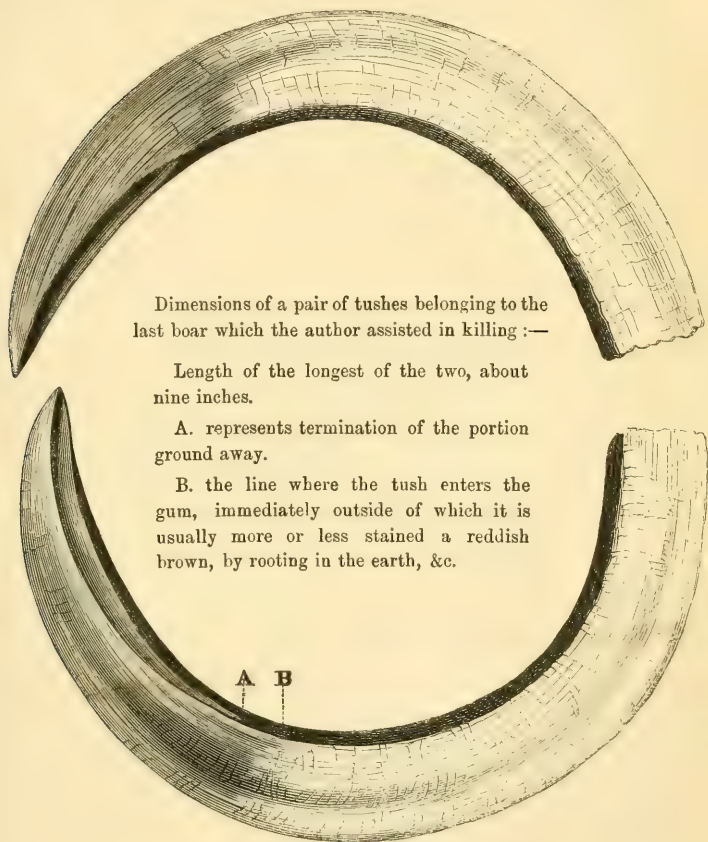 Dimensions of a pair of tushes belonging to the
last boar which the author assisted in killing :—
Length of the longest of the two, about
nine inches.
A. represents termination of the portion
ground away.
B. the line where the tush enters the
gum, immediately outside of which it is
usually more or less stained a reddish
brown, by rooting in the earth, &c.
A B